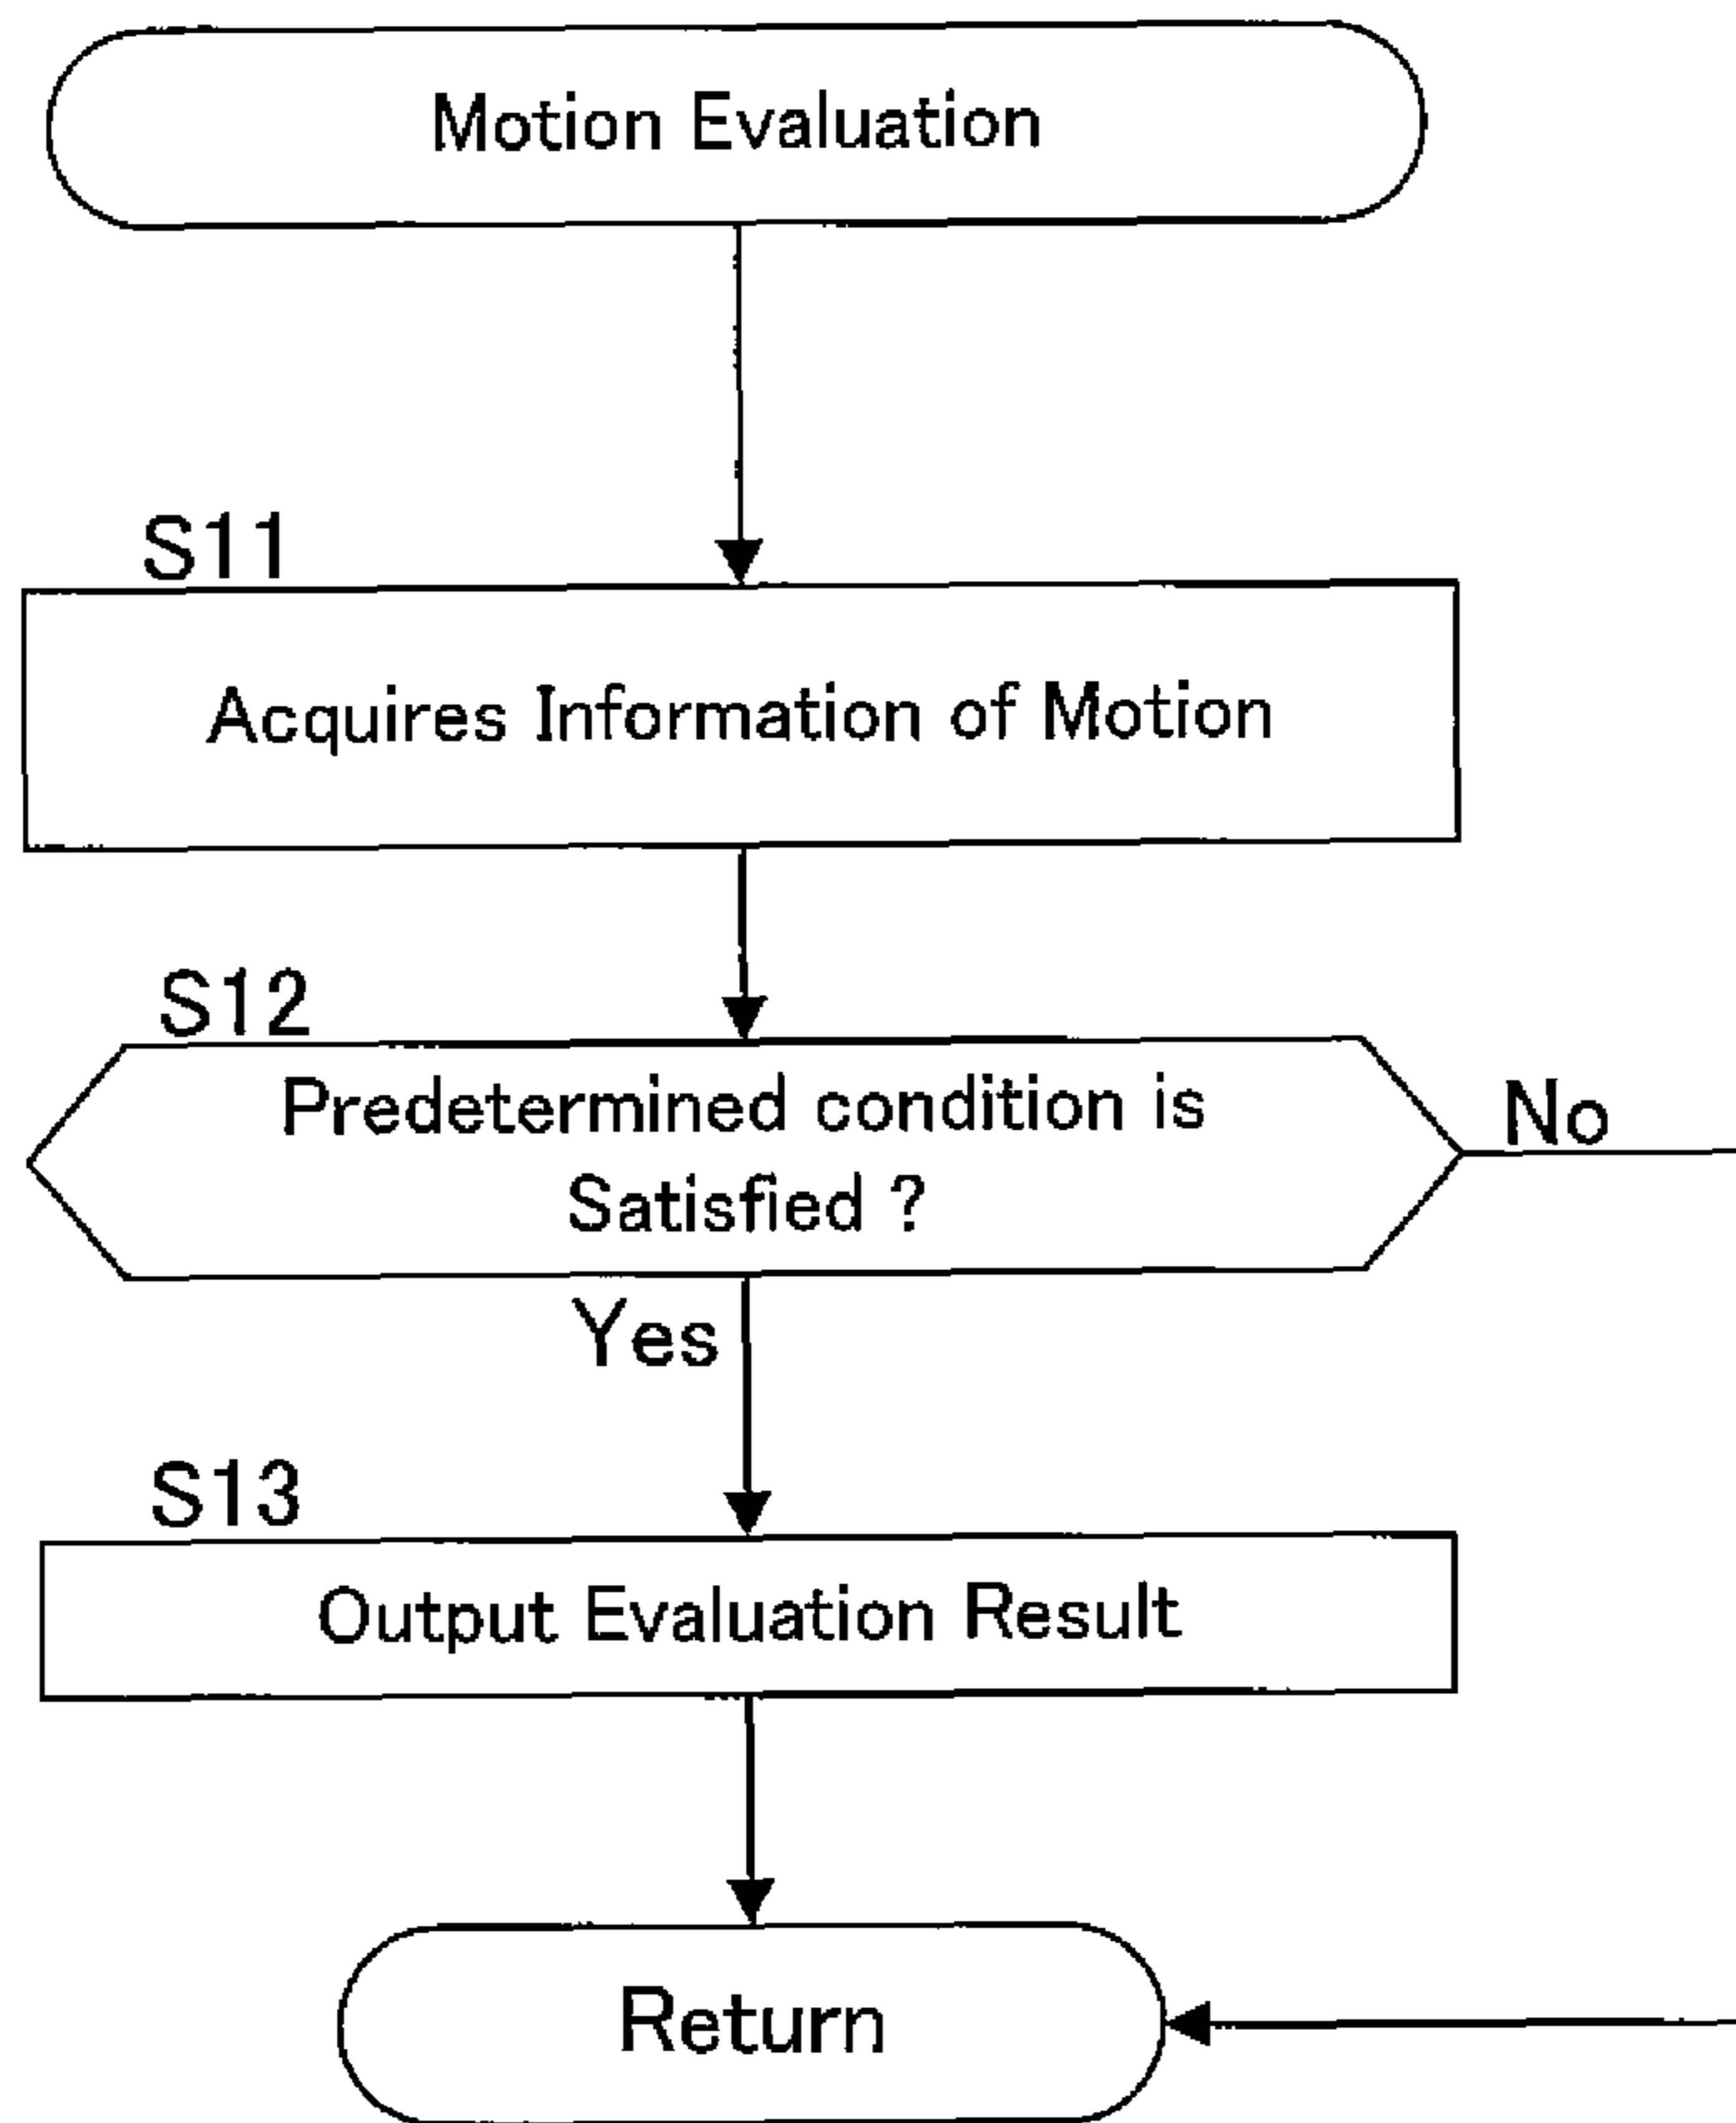 Motion Evaluation
S11
Acquires Information of Motion
S12
Predetermined condition is
Satisfied ?
No
Yes
S13
Output Evaluation Result
Return